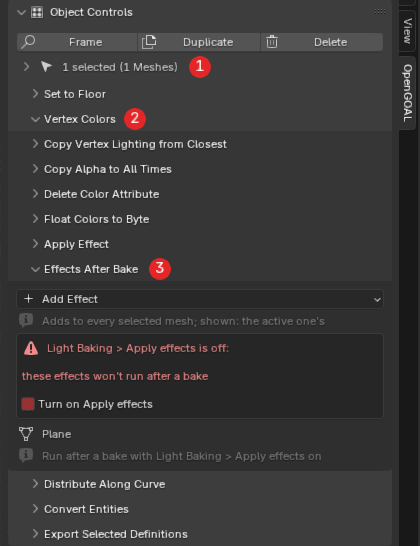 Object Controls
Frame
Duplicate
Delete
1 selected (1 Meshes)
1
Set to Floor
Vertex Colors
2
Copy Vertex Lighting from Closest
Copy Alpha to All Times
Delete Color Attribute
Float Colors to Byte
Apply Effect
Effects After Bake
3
Add Effect
Adds to every selected mesh; shown: the active one's
Light Baking > Apply effects is off:
these effects won't run after a bake
Turn on Apply effects
Plane
Run after a bake with Light Baking > Apply effects on
Distribute Along Curve
Convert Entities
Export Selected Definitions
View
OpenGOAL